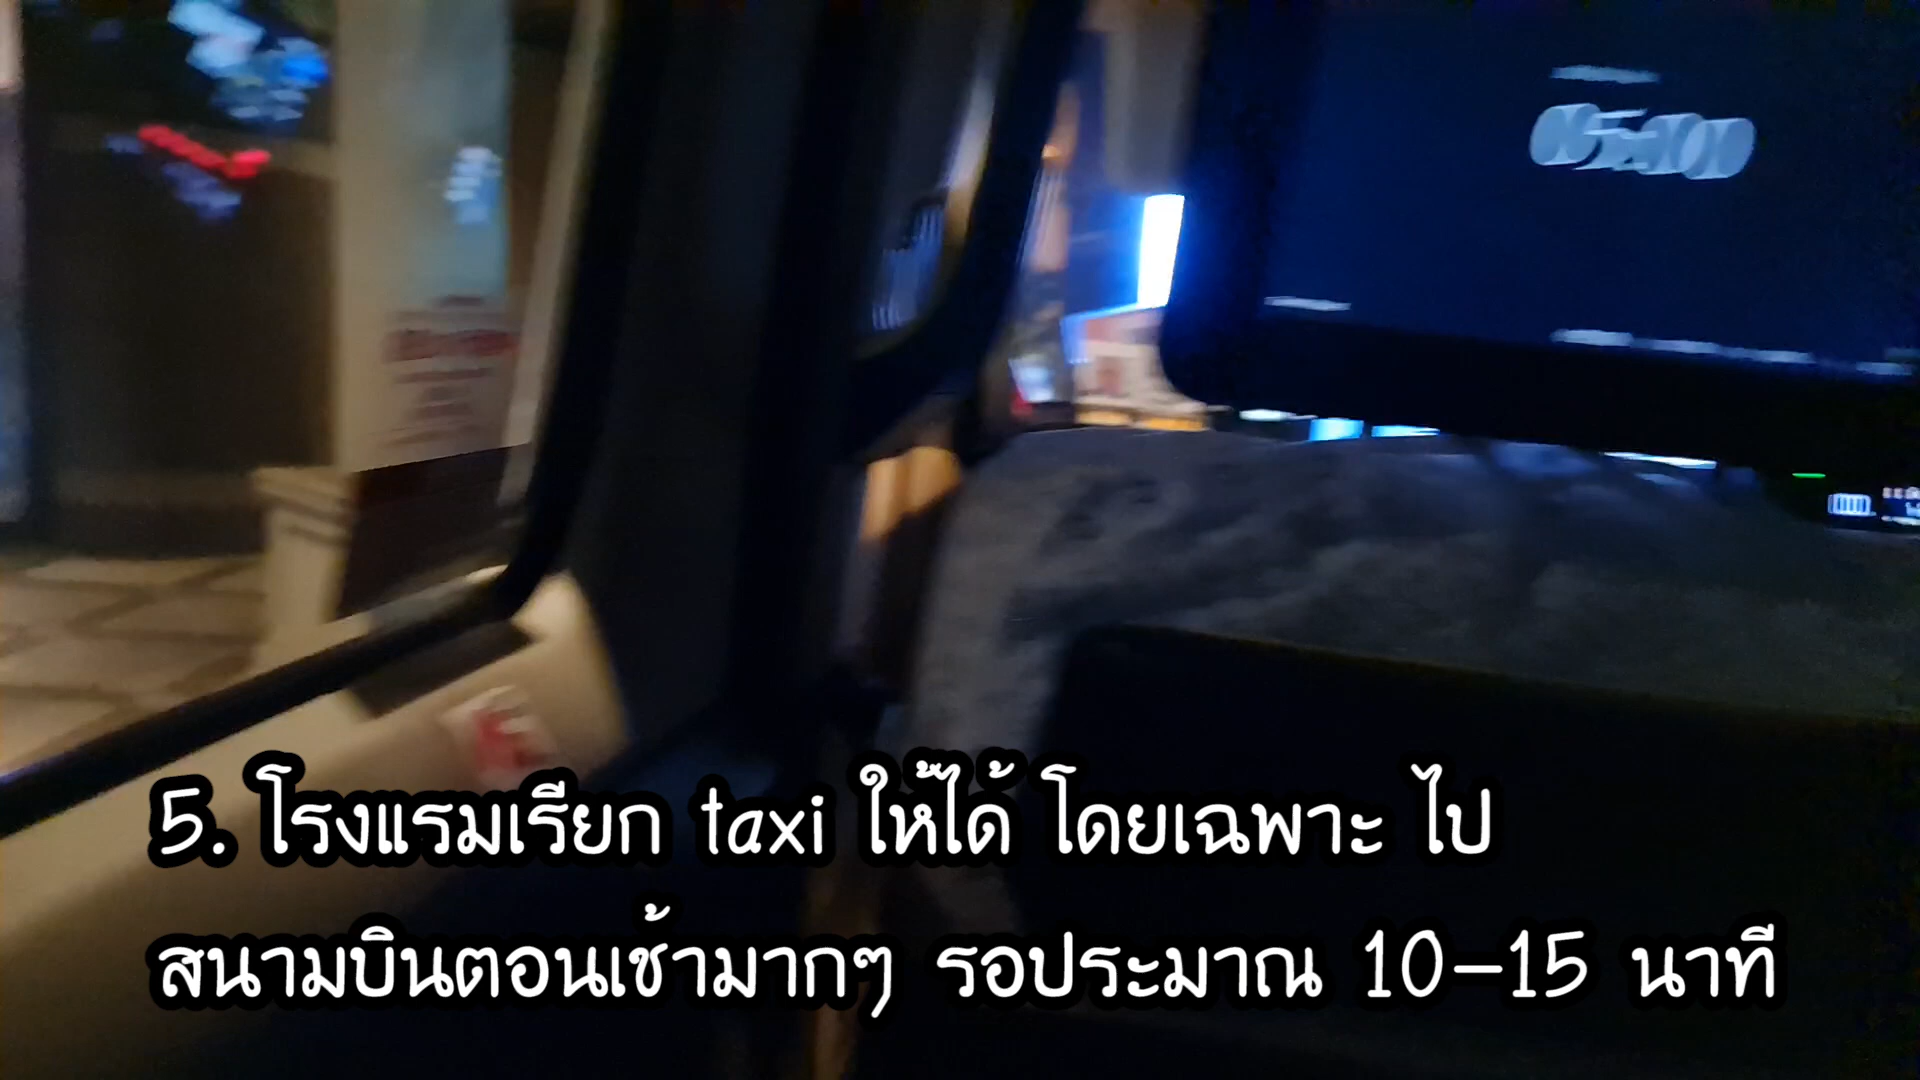 5. โรงแรมเรียก taxi ให้ได้ โดยเฉพาะ ไป
สนามบินตอนเช้ามากๆ รอประมาณ 10-15 นาที